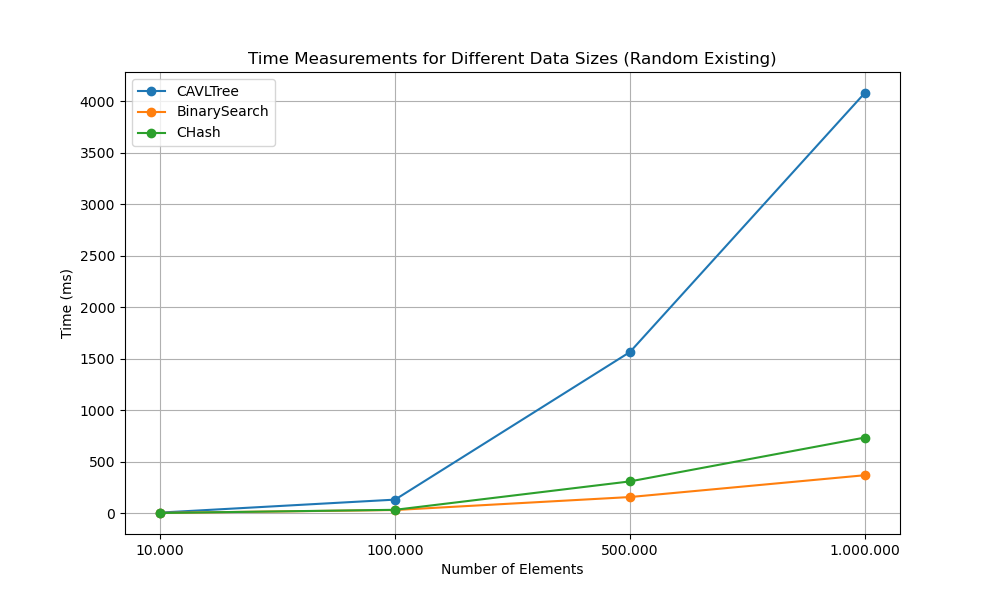 Time Measurements for Different Data Sizes (Random Existing)
CAVLTree
BinarySearch
CHash
4000
3500
3000
2500
2000
1500
1000
500
0
Time (ms)
10.000
100.000
500.000
1.000.000
Number of Elements